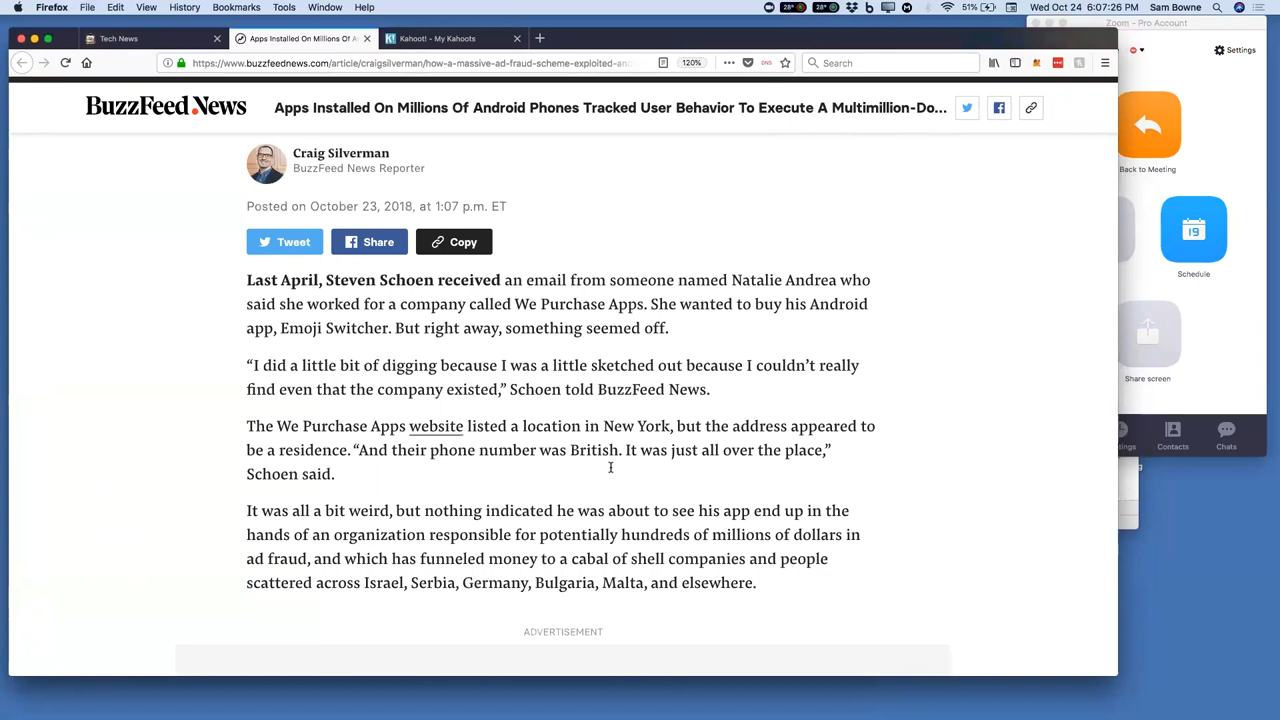 Firefox File Edit View History Bookmarks Tools Window Help 28° 28° 51% Wed Oct 24 6:07:26 PM Sam Bowne
Zoom - Pro Account
Tech News
Apps Installed On Millions Of A
Kahoot! - My Kahoots
https://www.buzzfeednews.com/article/craigsilverman/how-a-massive-ad-fraud-scheme-exploited-an
120%
DNS
Search
Settings
BuzzFeed News
Apps Installed On Millions Of Android Phones Tracked User Behavior To Execute A Multimillion-Do...
Back to Meeting
Craig Silverman
BuzzFeed News Reporter
Posted on October 23, 2018, at 1:07 p.m. ET
Tweet
Share
Copy
19
Schedule
Last April, Steven Schoen received an email from someone named Natalie Andrea who
said she worked for a company called We Purchase Apps. She wanted to buy his Android
app, Emoji Switcher. But right away, something seemed off.
“I did a little bit of digging because I was a little sketched out because I couldn’t really
find even that the company existed,” Schoen told BuzzFeed News.
Share screen
The We Purchase Apps website listed a location in New York, but the address appeared to
be a residence. “And their phone number was British. It was just all over the place,”
Schoen said.
tings
Contacts
Chats
It was all a bit weird, but nothing indicated he was about to see his app end up in the
hands of an organization responsible for potentially hundreds of millions of dollars in
ad fraud, and which has funneled money to a cabal of shell companies and people
scattered across Israel, Serbia, Germany, Bulgaria, Malta, and elsewhere.
ADVERTISEMENT